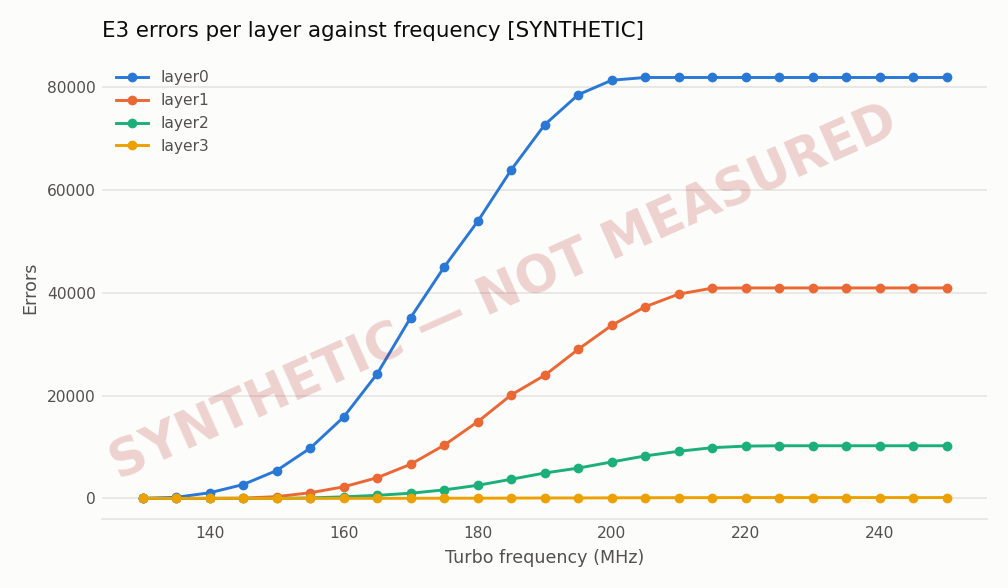 E3 errors per layer against frequency [SYNTHETIC]
layer0
layer1
layer2
layer3
80000
60000
40000
20000
0
Errors
SYNTHETIC — NOT MEASURED
140 160 180 200 220 240
Turbo frequency (MHz)